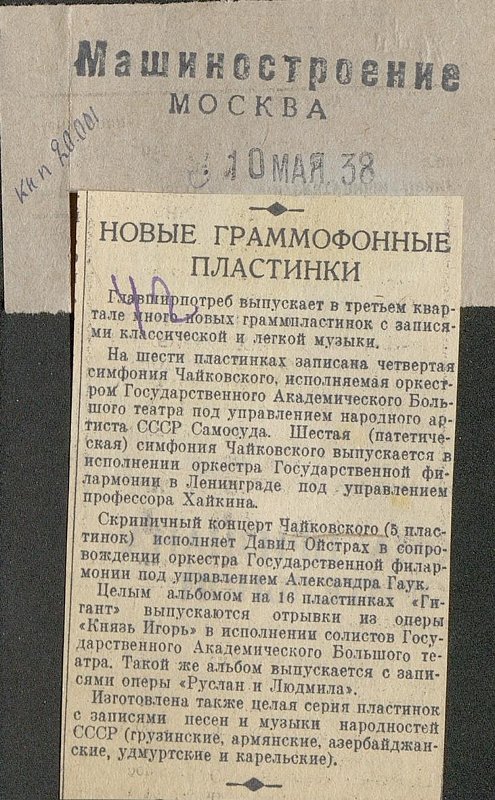 Машиностроение
МОСКВА
10 МАЯ 38
НОВЫЕ ГРАММОФОННЫЕ
ПЛАСТИНКИ
Главширпотреб выпускает в третьем квар-
тале много новых граммпластинок с запися-
ми классической и легкой музыки.
На шести пластинках записана четвертая
симфония Чайковского, исполняемая оркест-
ром Государственного Академического Боль-
шого театра под управлением народного ар-
тиста СССР Самосуда. Шестая (патетиче-
ская) симфония Чайковского выпускается в
исполнении оркестра Государственной фи-
лармонии в Ленинграде под управлением
профессора Хайкина.
Скрипичный концерт Чайковского (5 плас-
тинок) исполняет Давид Ойстрах в сопро-
вождении оркестра Государственной филар-
монии под управлением Александра Гаук.
Целым альбомом на 16 пластинках «Ги-
гант» выпускаются отрывки из оперы
«Князь Игорь» в исполнении солистов Госу-
дарственного Академического Большого те-
атра. Такой же альбом выпускается с запи-
сями оперы «Руслан и Людмила».
Изготовлена также целая серия пластинок
с записями песен и музыки народностей
СССР (грузинские, армянские, азербайджан-
ские, удмуртские и карельские).